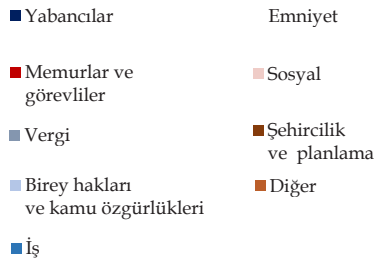 Yabancılar
Memurlar ve
görevliler
Vergi
Birey hakları
ve kamu özgürlükleri
İş
Emniyet
Sosyal
Şehircilik
ve planlama
Diğer